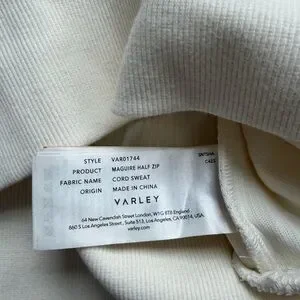 STYLE VAR01744
PRODUCT MAGUIRE HALF ZIP
FABRIC NAME CORD SWEAT
ORIGIN MADE IN CHINA
VARLEY
64 New Cavendish Street London, W1G 8TB England
860 S Los Angeles Street, Suite 513, Los Angeles, CA 90014, USA.
varley.com